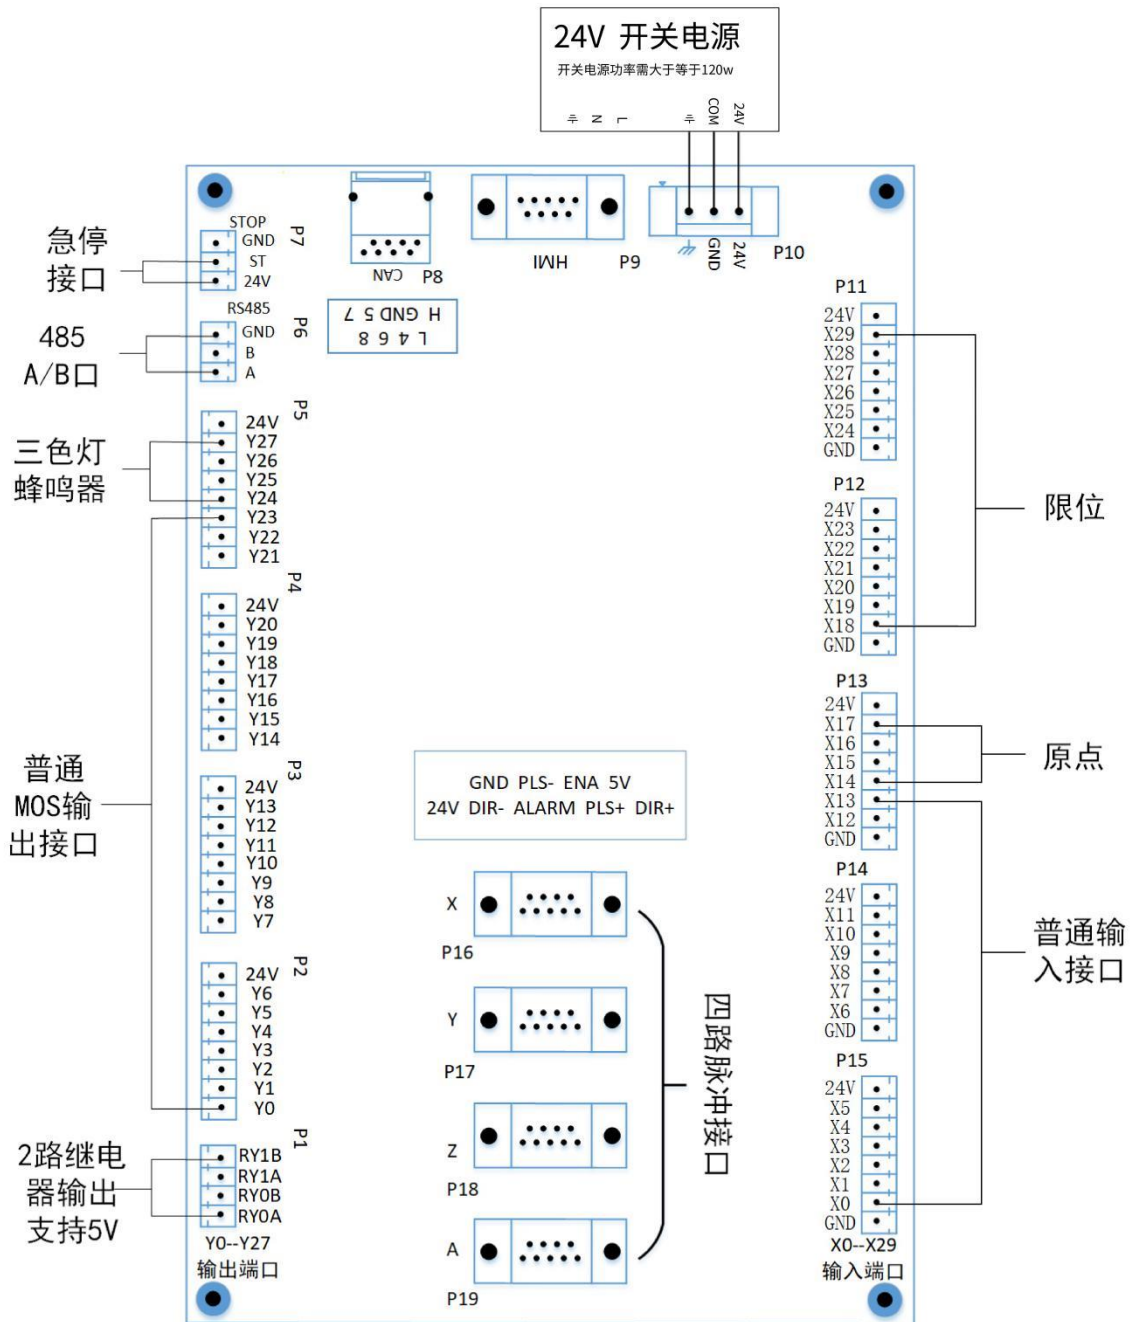 24V 开关电源
开关电源功率需大于等于120w
N
L
COM
24V
GND
24V
P10
HMI
P9
CAN
P8
H GND 5 7
L 4 6 8
急停
接口
STOP
GND
ST
24V
P7
485
A/B口
RS485
GND
B
A
P6
三色灯
蜂鸣器
P5
24V
Y27
Y26
Y25
Y24
Y23
Y22
Y21
P4
24V
Y20
Y19
Y18
Y17
Y16
Y15
Y14
普通
MOS输
出接口
P3
24V
Y13
Y12
Y11
Y10
Y9
Y8
Y7
P2
24V
Y6
Y5
Y4
Y3
Y2
Y1
Y0
2路继电
器输出
支持5V
P1
RY1B
RY1A
RY0B
RY0A
Y0--Y27
输出端口
GND PLS- ENA 5V
24V DIR- ALARM PLS+ DIR+
X
P16
Y
P17
Z
P18
A
P19
四路脉冲接口
P11
24V
X29
X28
X27
X26
X25
X24
GND
P12
24V
X23
X22
X21
X20
X19
X18
GND
限位
P13
24V
X17
X16
X15
X14
X13
X12
GND
原点
P14
24V
X11
X10
X9
X8
X7
X6
GND
普通输
入接口
P15
24V
X5
X4
X3
X2
X1
X0
GND
X0--X29
输入端口